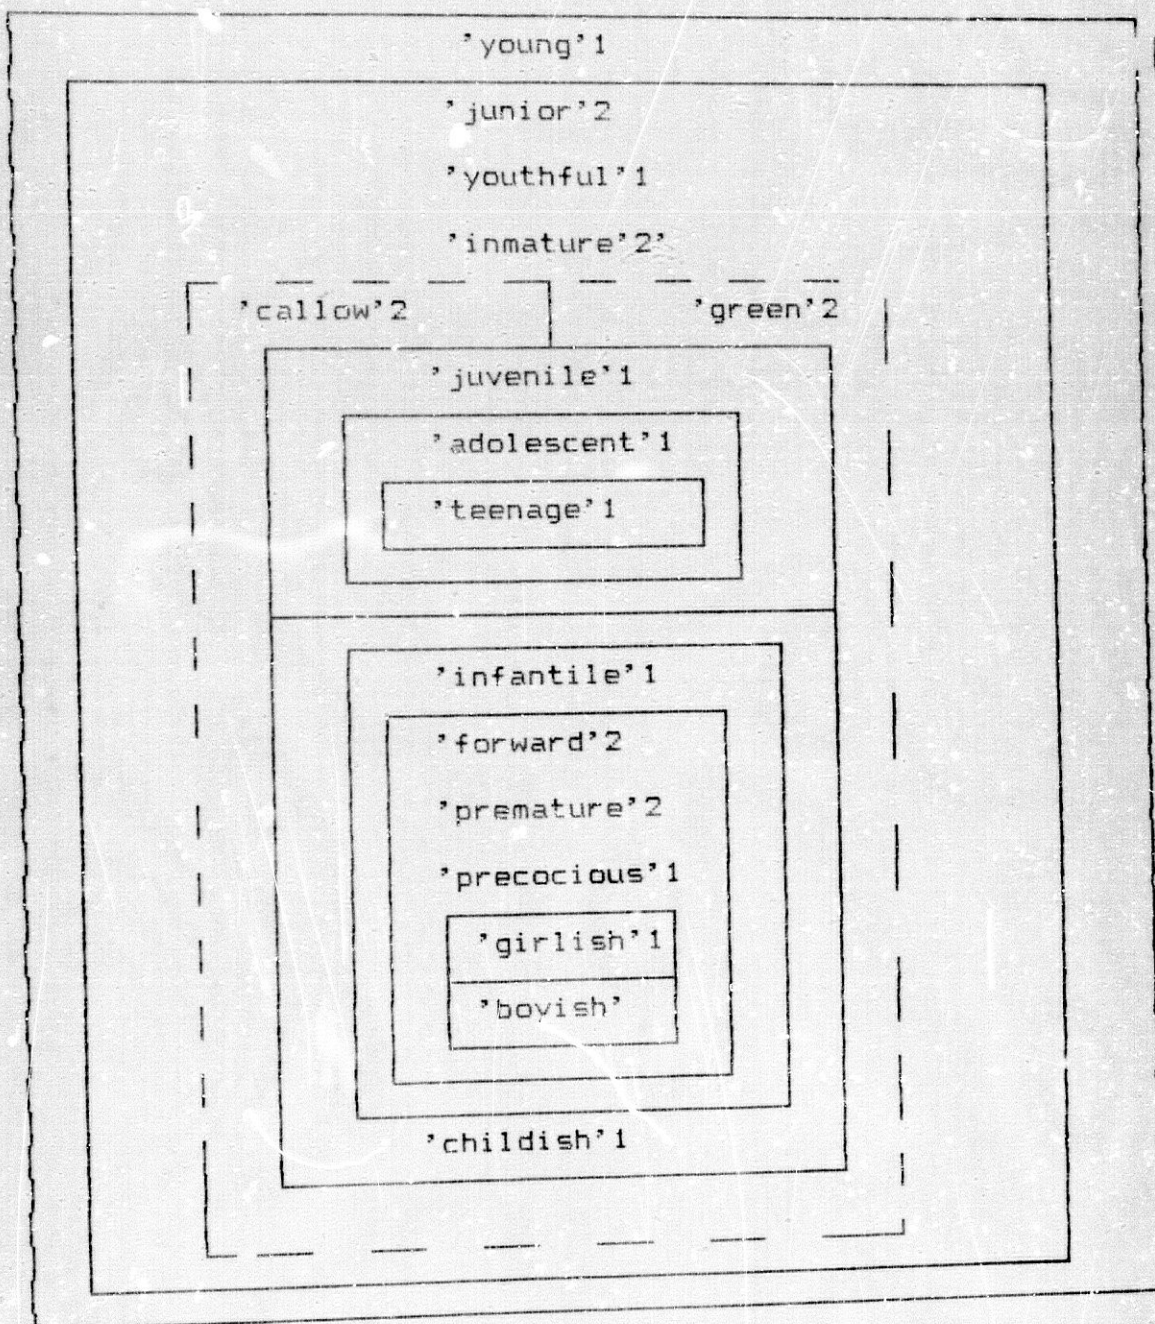 'young'1
'junior'2
'youthful'1
'inmature'2'
'callow'2 'green'2
'juvenile'1
'adolescent'1
'teenage'1
'infantile'1
'forward'2
'premature'2
'precocious'1
'girlish'1
'boyish'
'childish'1